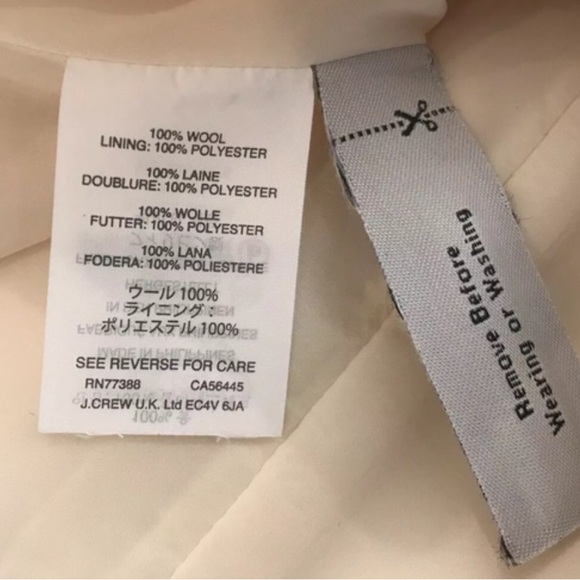 100% WOOL
LINING: 100% POLYESTER
100% LAINE
DOUBLURE: 100% POLYESTER
100% WOLLE
FUTTER: 100% POLYESTER
100% LANA
FODERA: 100% POLIESTERE
ウール 100%
ライニング：
ポリエステル 100%
SEE REVERSE FOR CARE
RN77388 CA56445
J.CREW U.K. Ltd EC4V 6JA
Remove Before
Wearing or Washing